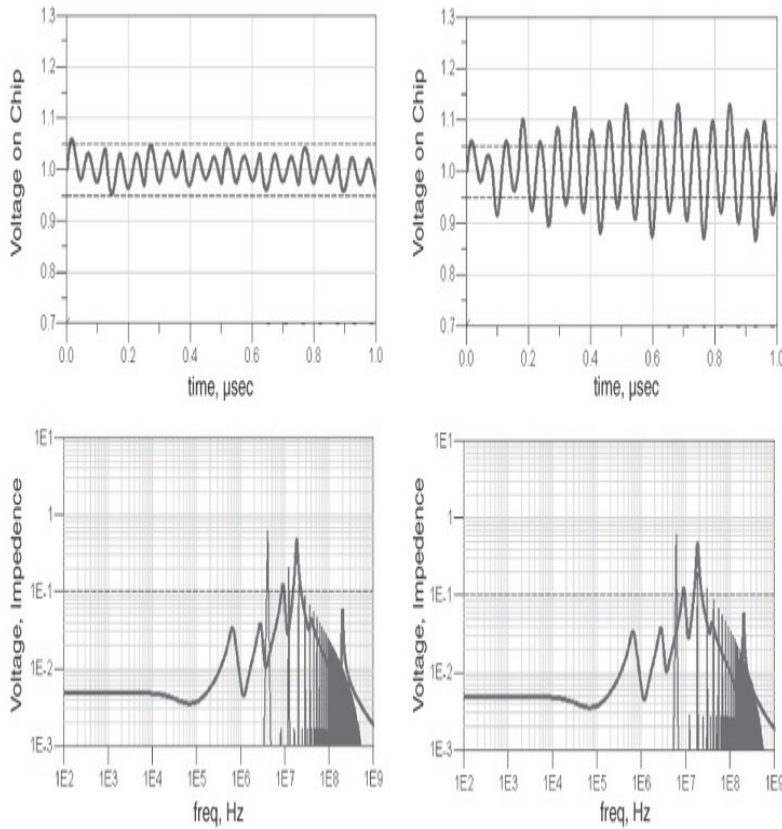 1.3
1.2
1.1
1.0
0.9
0.8
0.7
Voltage on Chip
0.0 0.2 0.4 0.6 0.8 1.0
time, µsec
1.3
1.2
1.1
1.0
0.9
0.8
0.7
Voltage on Chip
0.0 0.2 0.4 0.6 0.8 1.0
time, µsec
1E1
1
1E-1
1E-2
1E-3
Voltage, Impedence
1E2 1E3 1E4 1E5 1E6 1E7 1E8 1E9
freq, Hz
1E1
1
1E-1
1E-2
1E-3
Voltage, Impedence
1E2 1E3 1E4 1E5 1E6 1E7 1E8 1E9
freq, Hz